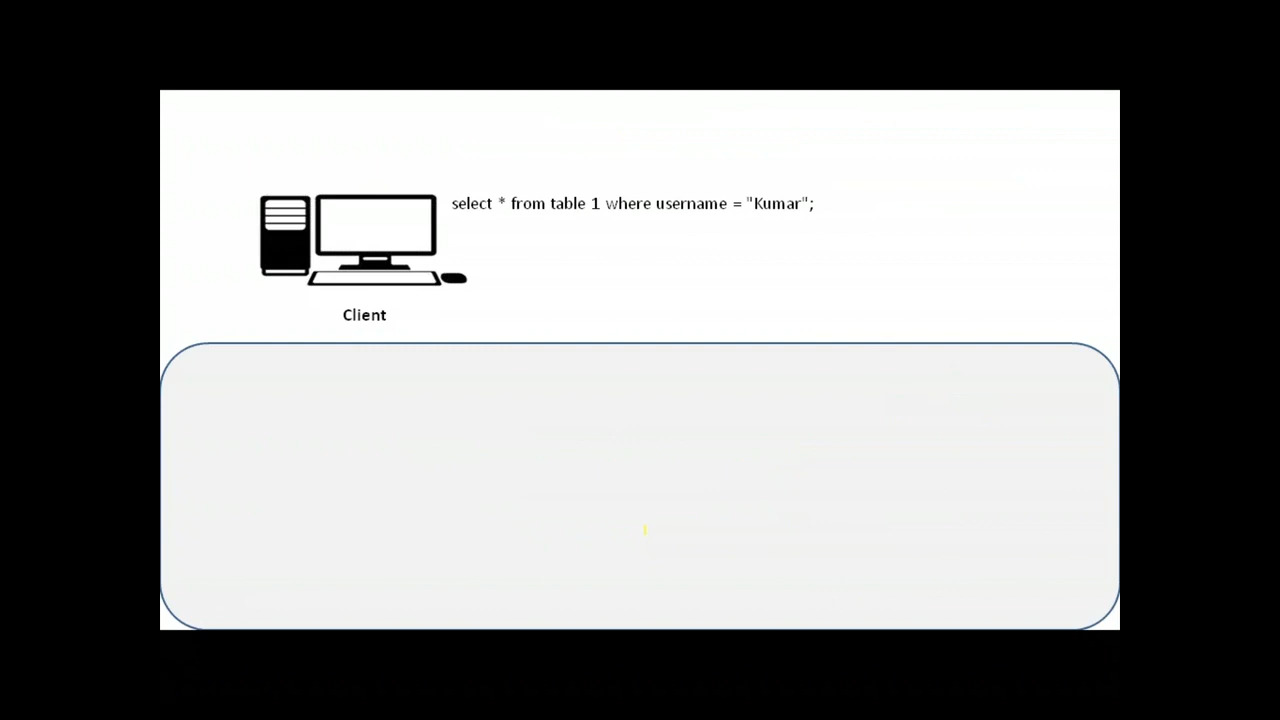 select * from table 1 where username = "Kumar";
Client